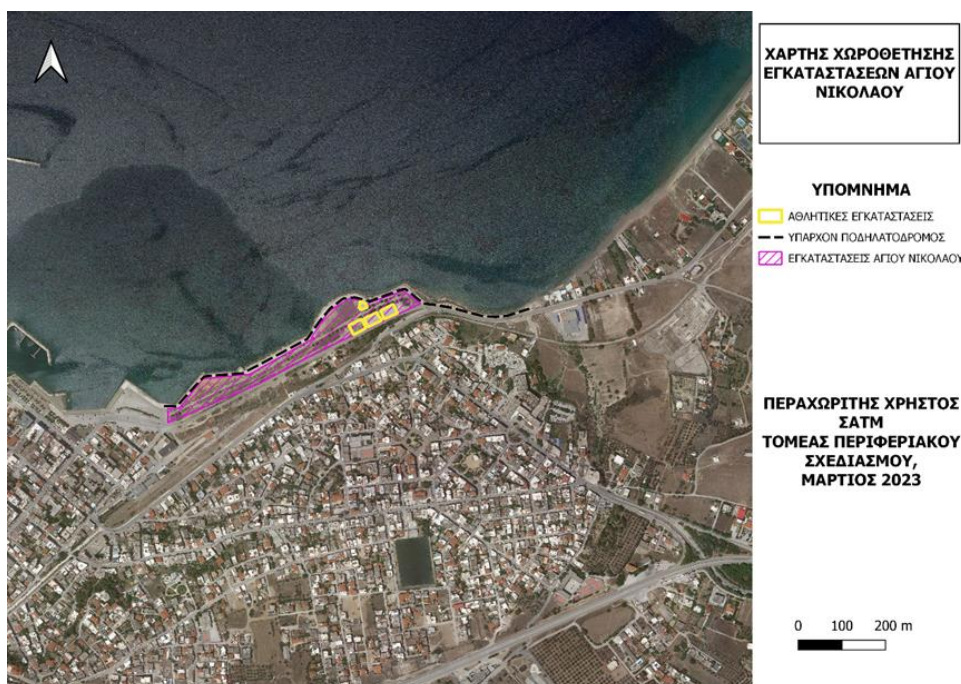 ΧΑΡΤΗΣ ΧΩΡΟΘΕΤΗΣΗΣ
ΕΓΚΑΤΑΣΤΑΣΕΩΝ ΑΓΙΟΥ
ΝΙΚΟΛΑΟΥ
ΥΠΟΜΝΗΜΑ
ΑΘΛΗΤΙΚΕΣ ΕΓΚΑΤΑΣΤΑΣΕΙΣ
ΥΠΑΡΧΟΝ ΠΟΔΗΛΑΤΟΔΡΟΜΟΣ
ΕΓΚΑΤΑΣΤΑΣΕΙΣ ΑΓΙΟΥ ΝΙΚΟΛΑΟΥ
ΠΕΡΑΧΩΡΙΤΗΣ ΧΡΗΣΤΟΣ
ΣΑΤΜ
ΤΟΜΕΑΣ ΠΕΡΙΦΕΡΙΑΚΟΥ
ΣΧΕΔΙΑΣΜΟΥ,
ΜΑΡΤΙΟΣ 2023
0 100 200 m